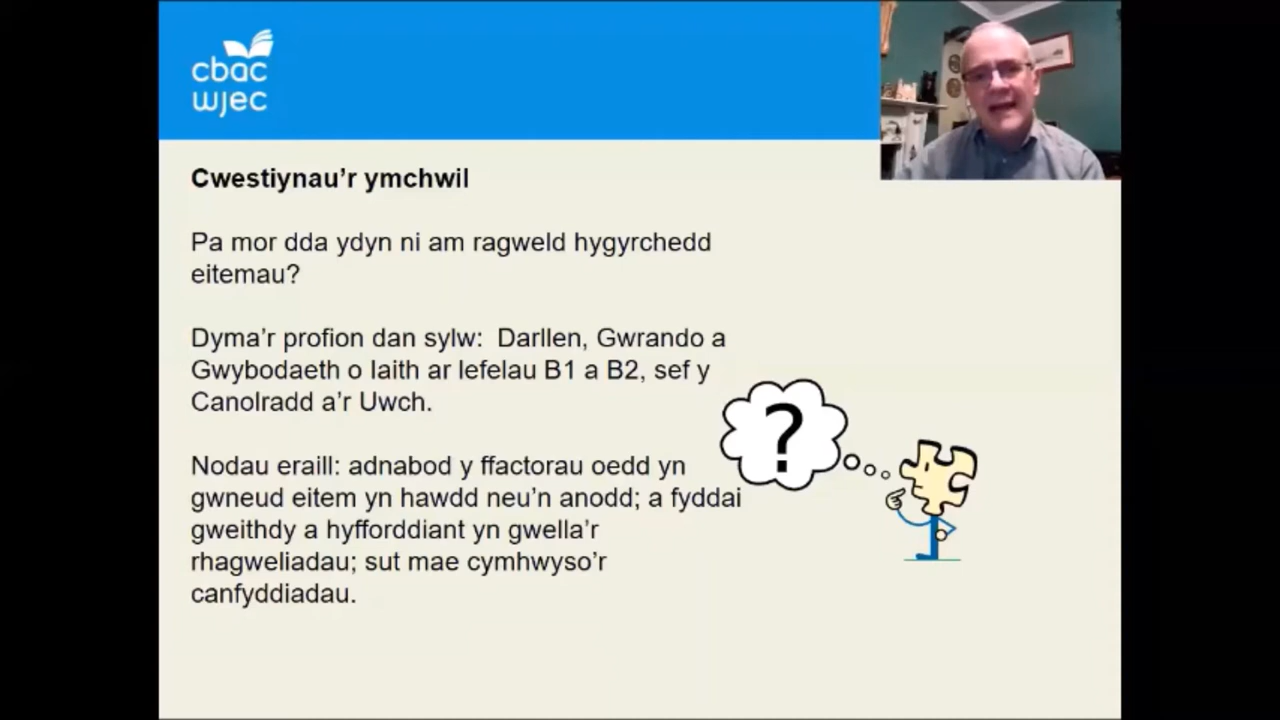 cbac
wjec
Cwestiynau’r ymchwil
Pa mor dda ydyn ni am ragweld hygyrchedd
eitemau?
Dyma’r profion dan sylw:  Darllen, Gwrando a
Gwybodaeth o Iaith ar lefelau B1 a B2, sef y
Canolradd a’r Uwch.
Nodau eraill: adnabod y ffactorau oedd yn
gwneud eitem yn hawdd neu’n anodd; a fyddai
gweithdy a hyfforddiant yn gwella’r
rhagweliadau; sut mae cymhwyso’r
canfyddiadau.
?